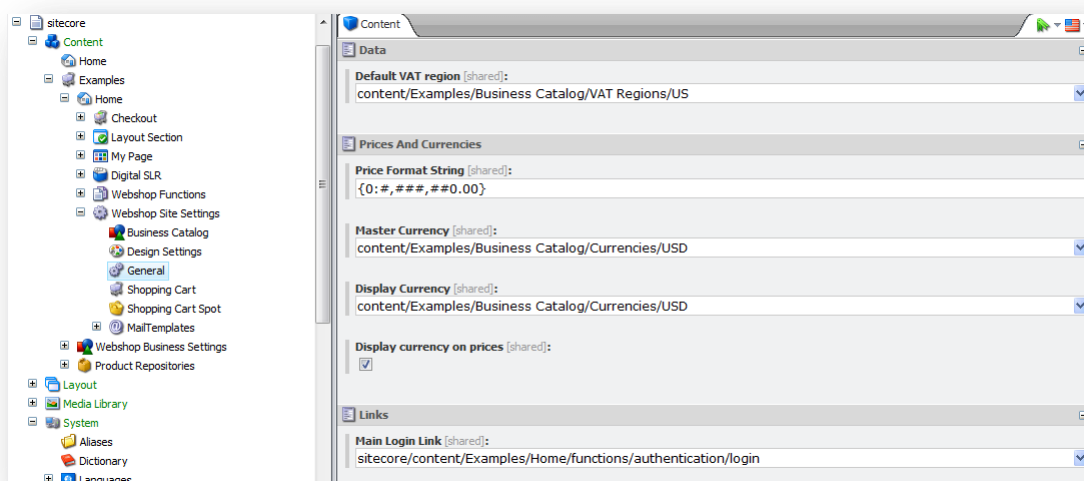 sitecore
Content
Home
Examples
Home
Checkout
Layout Section
My Page
Digital SLR
Webshop Functions
Webshop Site Settings
Business Catalog
Design Settings
General
Shopping Cart
Shopping Cart Spot
MailTemplates
Webshop Business Settings
Product Repositories
Layout
Media Library
System
Aliases
Dictionary
Languages
Content
Data
Default VAT region [shared]:
content/Examples/Business Catalog/VAT Regions/US
Prices And Currencies
Price Format String [shared]:
{0:#,###,##0.00}
Master Currency [shared]:
content/Examples/Business Catalog/Currencies/USD
Display Currency [shared]:
content/Examples/Business Catalog/Currencies/USD
Display currency on prices [shared]:
Links
Main Login Link [shared]:
sitecore/content/Examples/Home/functions/authentication/login